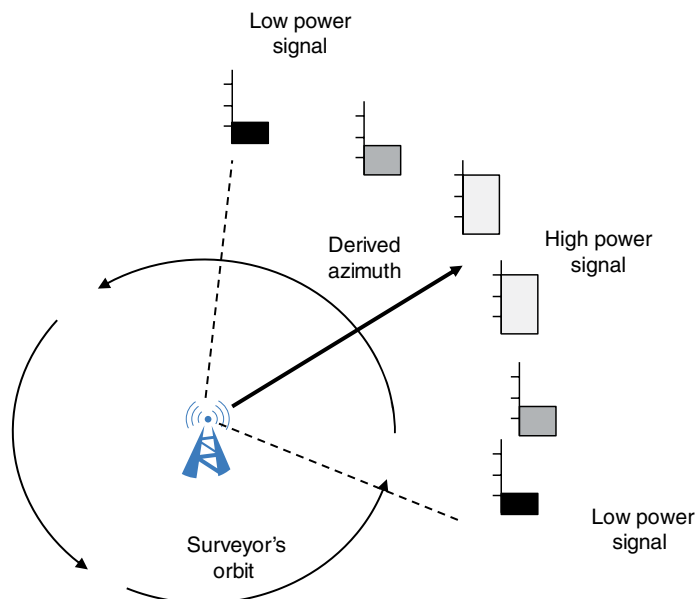 Low power
signal
Derived
azimuth
High power
signal
Surveyor's
orbit
Low power
signal